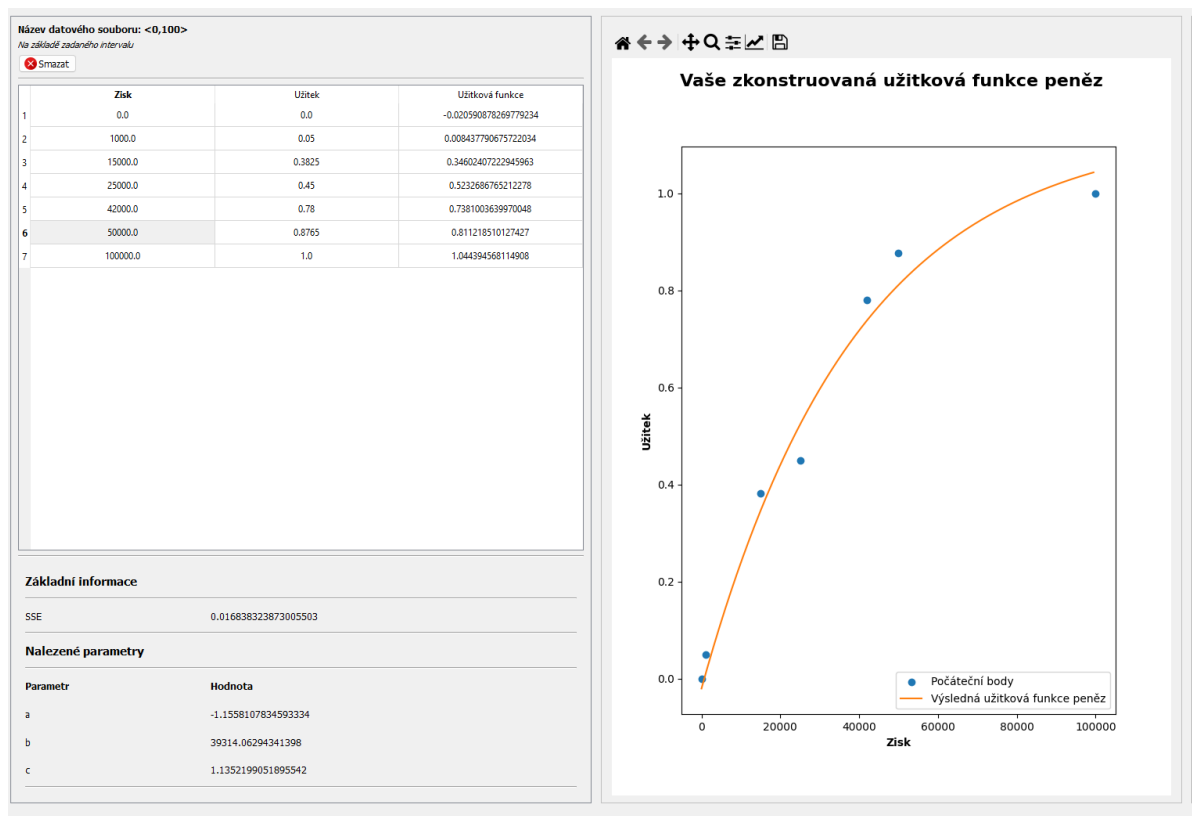 Název datového souboru: <0,100>
Na základě zadaného intervalu
Smazat
Zisk Užitek Užitková funkce
1 0.0 0.0 -0.020590878269779234
2 1000.0 0.05 0.008437790675722034
3 15000.0 0.3825 0.34602407222945963
4 25000.0 0.45 0.5232686765212278
5 42000.0 0.78 0.7381003639970048
6 50000.0 0.8765 0.811218510127427
7 100000.0 1.0 1.044394568114908
Základní informace
SSE 0.016838323873005503
Nalezené parametry
Parametr Hodnota
a -1.1558107834593334
b 39314.06294341398
c 1.1352199051895542
Vaše zkonstruovaná užitková funkce peněz
1.0
0.8
0.6
0.4
0.2
0.0
Užitek
Počáteční body
Výsledná užitková funkce peněz
0 20000 40000 60000 80000 100000
Zisk